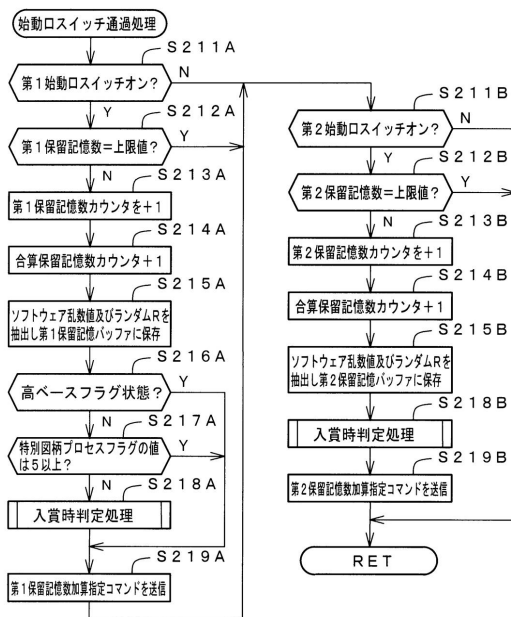 始動口スイッチ通過処理
S211A
第1始動口スイッチオン?
N
Y
S212A
第1保留記憶数=上限値?
Y
N
S213A
第1保留記憶数カウンタを+1
S214A
合算保留記憶数カウンタ+1
S215A
ソフトウェア乱数値及びランダムRを
抽出し第1保留記憶バッファに保存
S216A
高ベースフラグ状態?
Y
N
S217A
特別図柄プロセスフラグの値
は5以上?
Y
N
S218A
入賞時判定処理
S219A
第1保留記憶数加算指定コマンドを送信
S211B
第2始動口スイッチオン?
N
Y
S212B
第2保留記憶数=上限値?
Y
N
S213B
第2保留記憶数カウンタを+1
S214B
合算保留記憶数カウンタ+1
S215B
ソフトウェア乱数値及びランダムRを
抽出し第2保留記憶バッファに保存
S218B
入賞時判定処理
S219B
第2保留記憶数加算指定コマンドを送信
RET